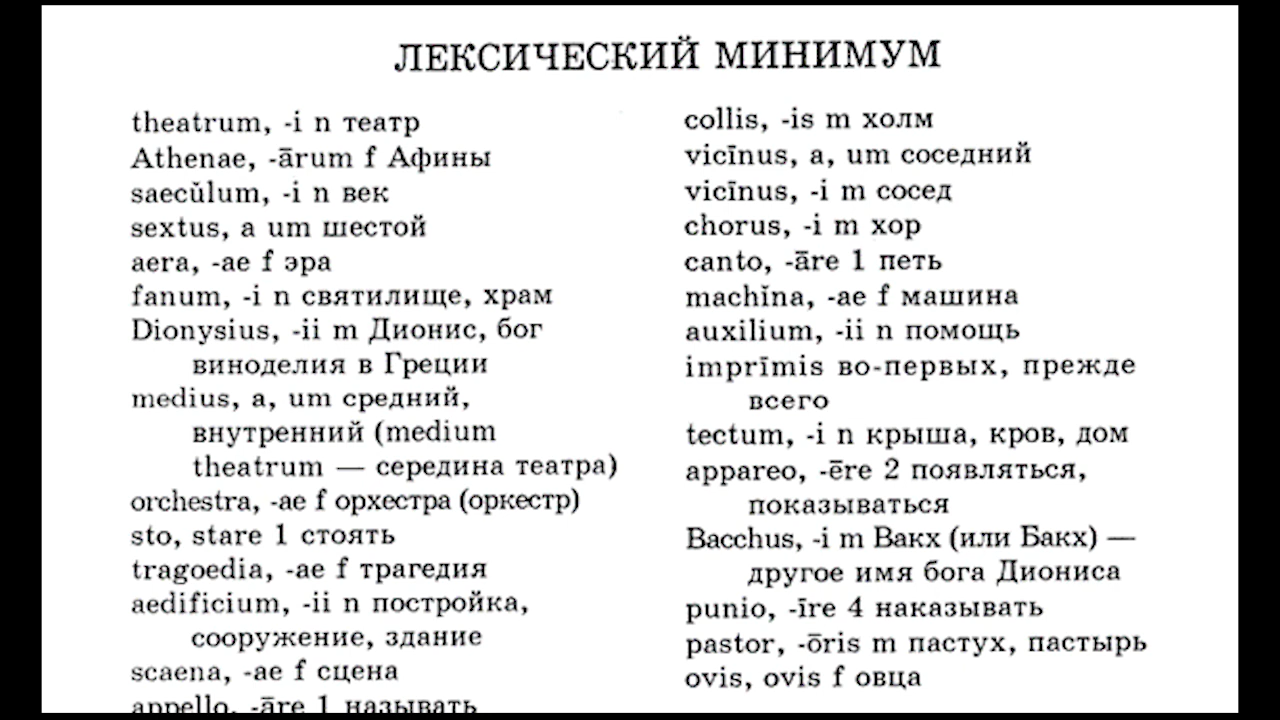 ЛЕКСИЧЕСКИЙ МИНИМУМ
theatrum, -i n театр
Athenae, -ārum f Афины
saecŭlum, -i n век
sextus, a um шестой
aera, -ae f эра
fanum, -i n святилище, храм
Dionysius, -ii m Дионис, бог
виноделия в Греции
medius, a, um средний,
внутренний (medium
theatrum — середина театра)
orchestra, -ae f орхестра (оркестр)
sto, stare 1 стоять
tragoedia, -ae f трагедия
aedificium, -ii n постройка,
сооружение, здание
scaena, -ae f сцена
appello, -āre 1 называть
collis, -is m холм
vicīnus, a, um соседний
vicīnus, -i m сосед
chorus, -i m хор
canto, -āre 1 петь
machĭna, -ae f машина
auxilium, -ii n помощь
imprīmis во-первых, прежде
всего
tectum, -i n крыша, кров, дом
appareo, -ēre 2 появляться,
показываться
Bacchus, -i m Вакх (или Бакх) —
другое имя бога Диониса
punio, -īre 4 наказывать
pastor, -ōris m пастух, пастырь
ovis, ovis f овца